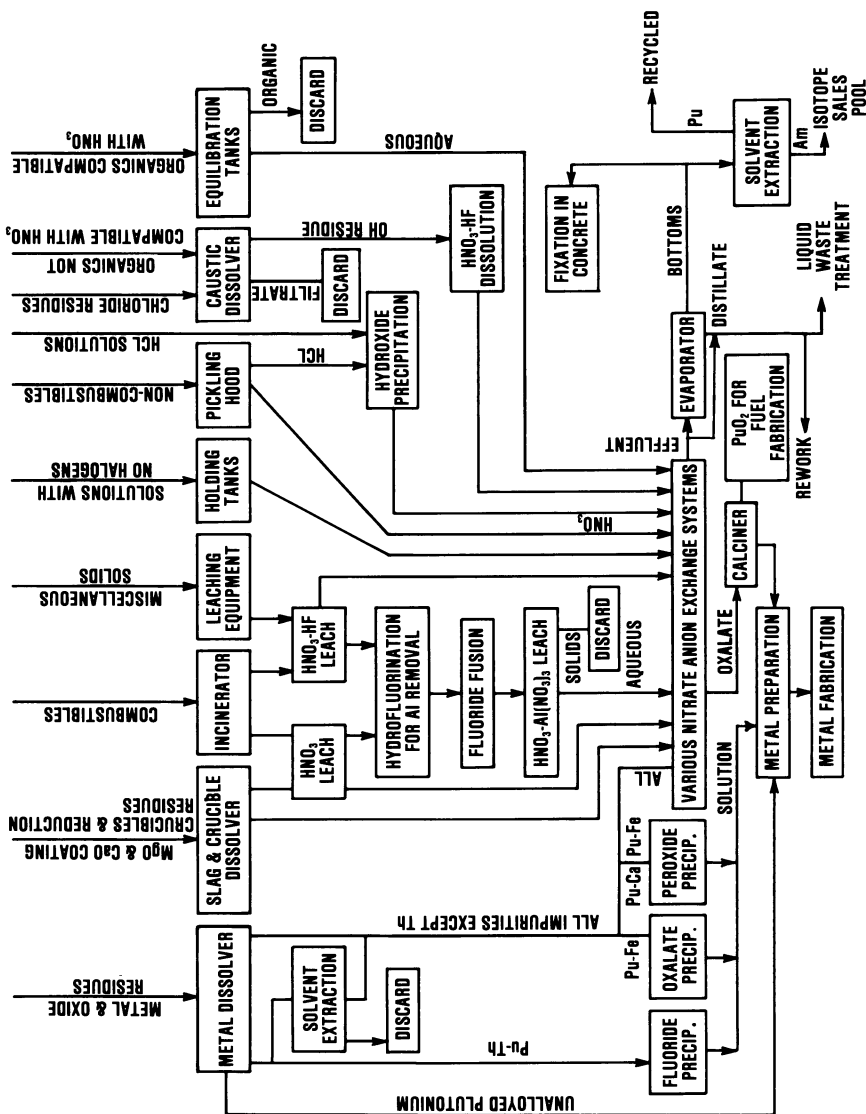 METAL & OXIDE
RESIDUES
MgO & CaO COATING
CRUCIBLES & REDUCTION
RESIDUES
COMBUSTIBLES
MISCELLANEOUS
SOLIDS
SOLUTIONS WITH
NO HALOGENS
NON-COMBUSTIBLES
HCL SOLUTIONS
CHLORIDE RESIDUES
ORGANICS NOT
COMPATIBLE WITH HNO₃
ORGANICS COMPATIBLE
WITH HNO₃
METAL DISSOLVER
SLAG & CRUCIBLE
DISSOLVER
INCINERATOR
LEACHING
EQUIPMENT
HOLDING
TANKS
PICKLING
HOOD
CAUSTIC
DISSOLVER
EQUILIBRATION
TANKS
ORGANIC
DISCARD
SOLVENT
EXTRACTION
DISCARD
HNO₃
LEACH
HNO₃-HF
LEACH
HCL
FILTRATE
DISCARD
OH RESIDUE
AQUEOUS
HYDROFLUORINATION
FOR Al REMOVAL
HYDROXIDE
PRECIPITATION
HNO₃-HF
DISSOLUTION
FLUORIDE FUSION
HNO₃-Al(NO₃)₃ LEACH
SOLIDS
DISCARD
AQUEOUS
HNO₃
UNALLOYED PLUTONIUM
Pu-Th
ALL IMPURITIES EXCEPT Th
Pu-Fe
Pu-Ca
Pu-Fe
ALL
FLUORIDE
PRECIP.
OXALATE
PRECIP.
PEROXIDE
PRECIP.
VARIOUS NITRATE ANION EXCHANGE SYSTEMS
EFFLUENT
EVAPORATOR
BOTTOMS
FIXATION IN
CONCRETE
DISTILLATE
SOLVENT
EXTRACTION
Pu
RECYCLED
Am
ISOTOPE
SALES
POOL
LIQUID
WASTE
TREATMENT
REWORK
SOLUTION
OXALATE
CALCINER
PuO₂ FOR
FUEL
FABRICATION
METAL PREPARATION
METAL FABRICATION